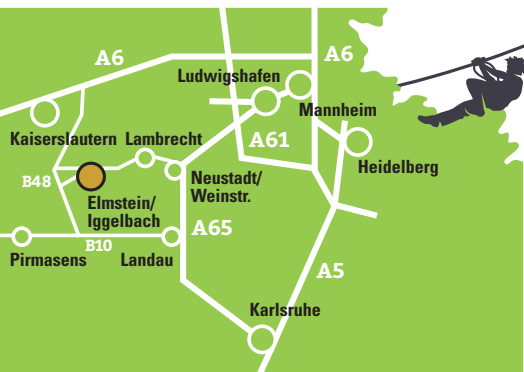 A6
A6
Ludwigshafen
Mannheim
Kaiserslautern
Lambrecht
A61
Heidelberg
B48
Neustadt/
Weinstr.
Elmstein/
Iggelbach
A65
B10
Pirmasens
Landau
A5
Karlsruhe